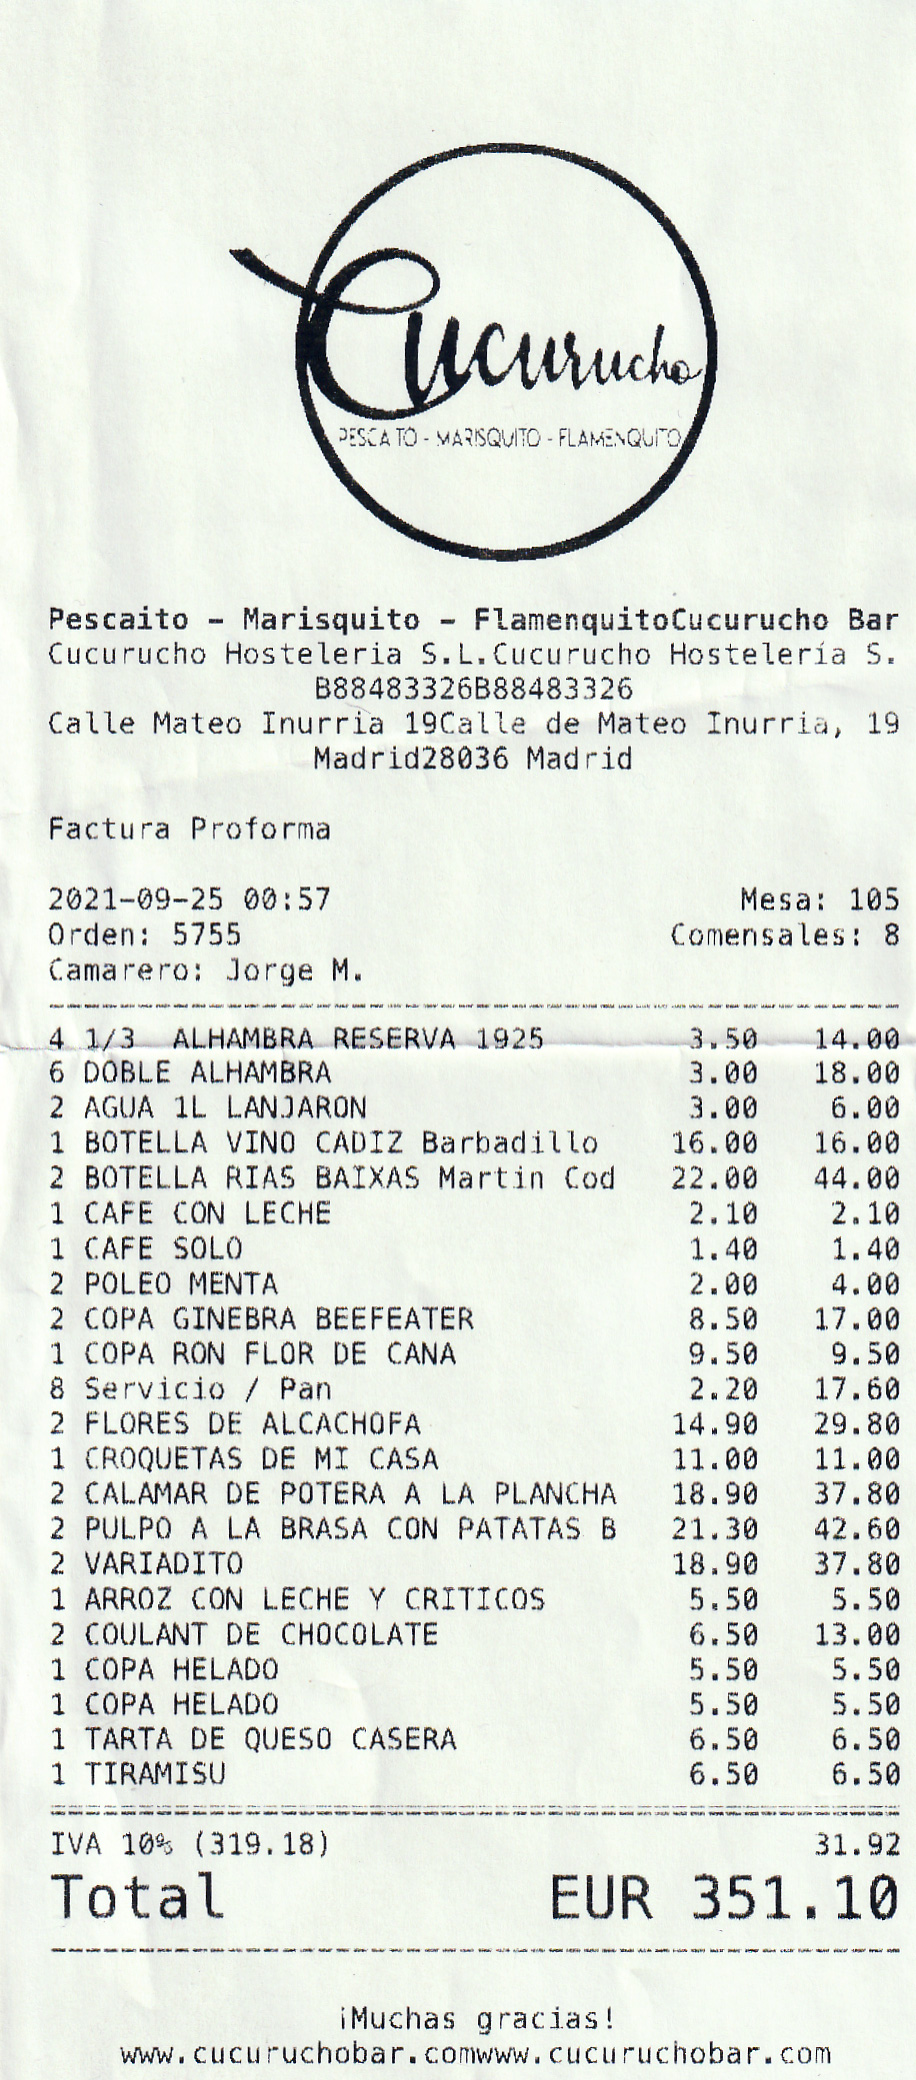 Cucurucho
PESCAITO - MARISQUITO - FLAMENQUITO
Pescaito - Marisquito - FlamenquitoCucurucho Bar
Cucurucho Hosteleria S.L.Cucurucho Hostelería S.
B88483326B88483326
Calle Mateo Inurria 19Calle de Mateo Inurria, 19
Madrid28036 Madrid
Factura Proforma
2021-09-25 00:57 Mesa: 105
Orden: 5755 Comensales: 8
Camarero: Jorge M.
4 1/3 ALHAMBRA RESERVA 1925 3.50 14.00
6 DOBLE ALHAMBRA 3.00 18.00
2 AGUA 1L LANJARON 3.00 6.00
1 BOTELLA VINO CADIZ Barbadillo 16.00 16.00
2 BOTELLA RIAS BAIXAS Martin Cod 22.00 44.00
1 CAFE CON LECHE 2.10 2.10
1 CAFE SOLO 1.40 1.40
2 POLEO MENTA 2.00 4.00
2 COPA GINEBRA BEEFEATER 8.50 17.00
1 COPA RON FLOR DE CANA 9.50 9.50
8 Servicio / Pan 2.20 17.60
2 FLORES DE ALCACHOFA 14.90 29.80
1 CROQUETAS DE MI CASA 11.00 11.00
2 CALAMAR DE POTERA A LA PLANCHA 18.90 37.80
2 PULPO A LA BRASA CON PATATAS B 21.30 42.60
2 VARIADITO 18.90 37.80
1 ARROZ CON LECHE Y CRITICOS 5.50 5.50
2 COULANT DE CHOCOLATE 6.50 13.00
1 COPA HELADO 5.50 5.50
1 COPA HELADO 5.50 5.50
1 TARTA DE QUESO CASERA 6.50 6.50
1 TIRAMISU 6.50 6.50
IVA 10% (319.18) 31.92
Total EUR 351.10
¡Muchas gracias!
www.cucuruchobar.comwww.cucuruchobar.com